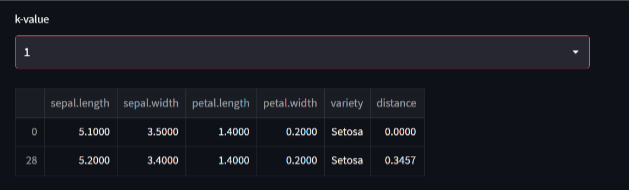 k-value
1
sepal.length sepal.width petal.length petal.width variety distance
0 5.1000 3.5000 1.4000 0.2000 Setosa 0.0000
28 5.2000 3.4000 1.4000 0.2000 Setosa 0.3457